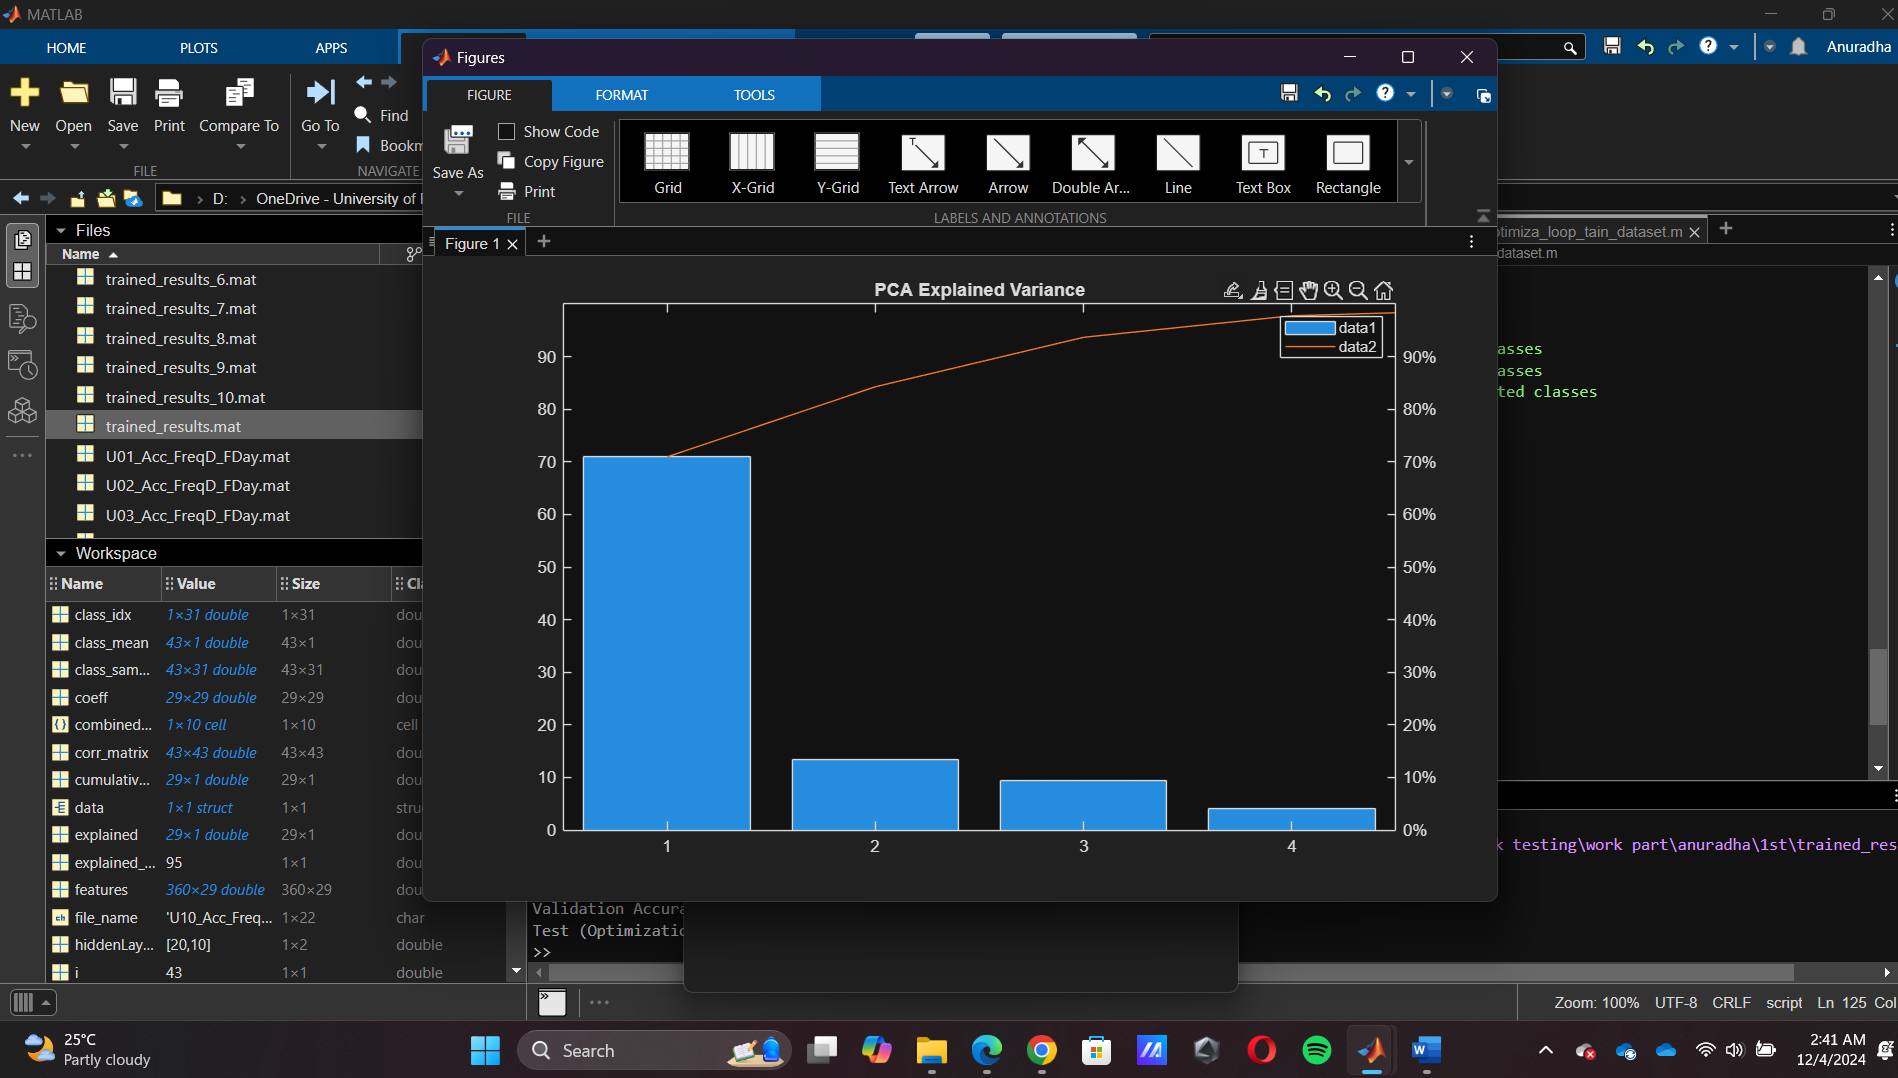 MATLAB
HOME
PLOTS
APPS
Anuradha
New
Open
Save
Print
Compare To
Go To
Find
FILE
NAVIGATE
D:
OneDrive - University of
Files
Name
trained_results_6.mat
trained_results_7.mat
trained_results_8.mat
trained_results_9.mat
trained_results_10.mat
trained_results.mat
U01_Acc_FreqD_FDay.mat
U02_Acc_FreqD_FDay.mat
U03_Acc_FreqD_FDay.mat
Workspace
Name Value Size Cl
class_idx 1×31 double 1×31 dou
class_mean 43×1 double 43×1 dou
class_sam... 43×31 double 43×31 dou
coeff 29×29 double 29×29 dou
combined... 1×10 cell 1×10 cell
corr_matrix 43×43 double 43×43 dou
cumulativ... 29×1 double 29×1 dou
data 1×1 struct 1×1 stru
explained 29×1 double 29×1 dou
explained_... 95 1×1 dou
features 360×29 double 360×29 dou
file_name 'U10_Acc_Freq... 1×22 char
hiddenLay... [20,10] 1×2 double
i 43 1×1 double
Figures
FIGURE
FORMAT
TOOLS
Save As
Show Code
Copy Figure
Print
FILE
Grid
X-Grid
Y-Grid
Text Arrow
Arrow
Double Ar...
Line
Text Box
Rectangle
LABELS AND ANNOTATIONS
Figure 1
PCA Explained Variance
data1
data2
90 90%
80 80%
70 70%
60 60%
50 50%
40 40%
30 30%
20 20%
10 10%
0 0%
1 2 3 4
timiza_loop_tain_dataset.m
dataset.m
asses
asses
ted classes
k testing\work part\anuradha\1st\trained_res
Validation Accura
Test (Optimizatio
>>
Zoom: 100% UTF-8 CRLF script Ln 125 Col
25°C
Partly cloudy
Search
2:41 AM
12/4/2024